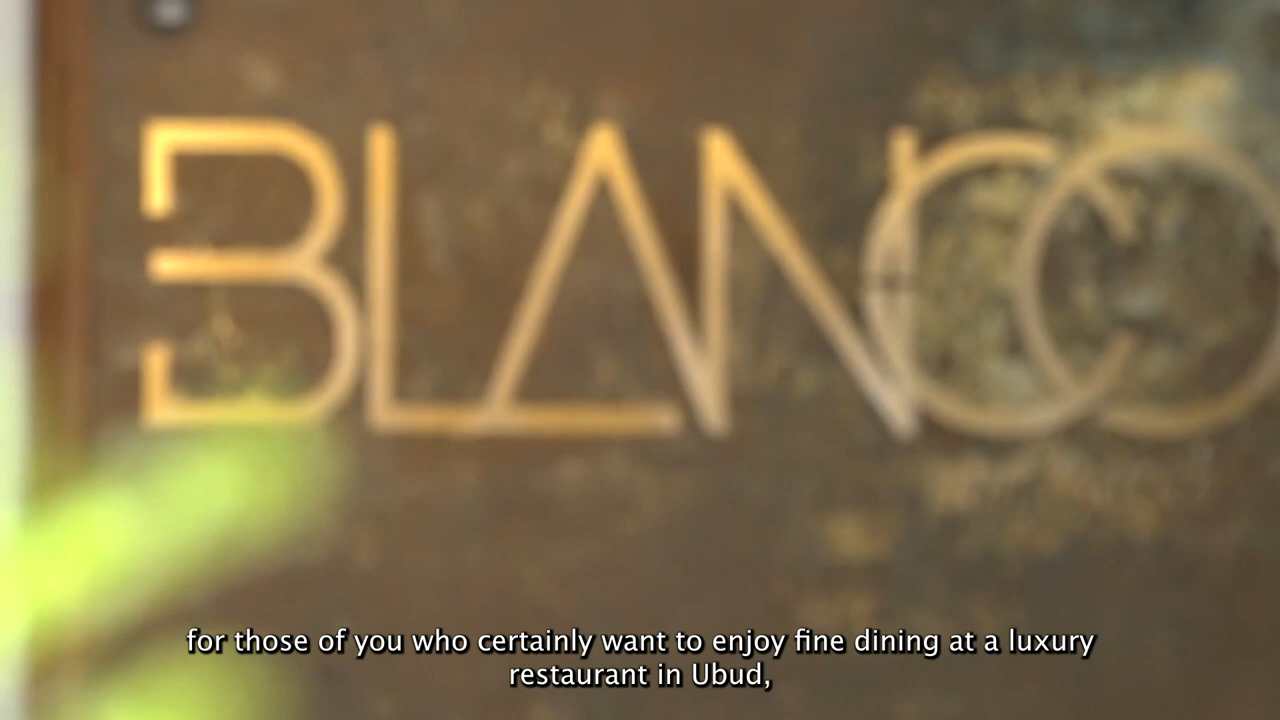 BLANCO
for those of you who certainly want to enjoy fine dining at a luxury
restaurant in Ubud,